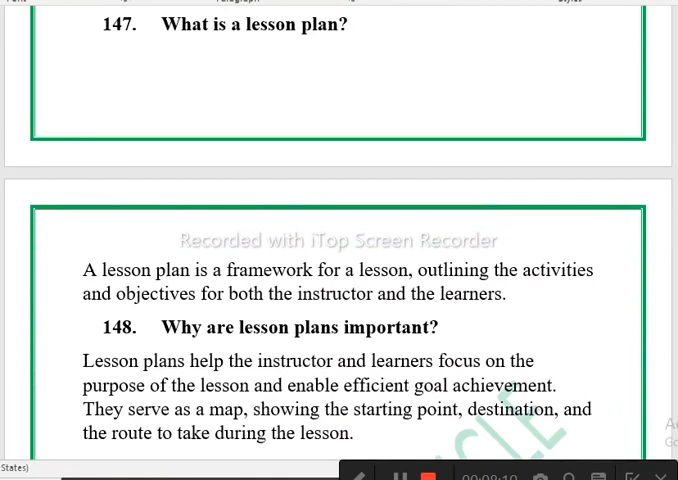 147. What is a lesson plan?
Recorded with iTop Screen Recorder
A lesson plan is a framework for a lesson, outlining the activities
and objectives for both the instructor and the learners.
148. Why are lesson plans important?
Lesson plans help the instructor and learners focus on the
purpose of the lesson and enable efficient goal achievement.
They serve as a map, showing the starting point, destination, and
the route to take during the lesson.
States)